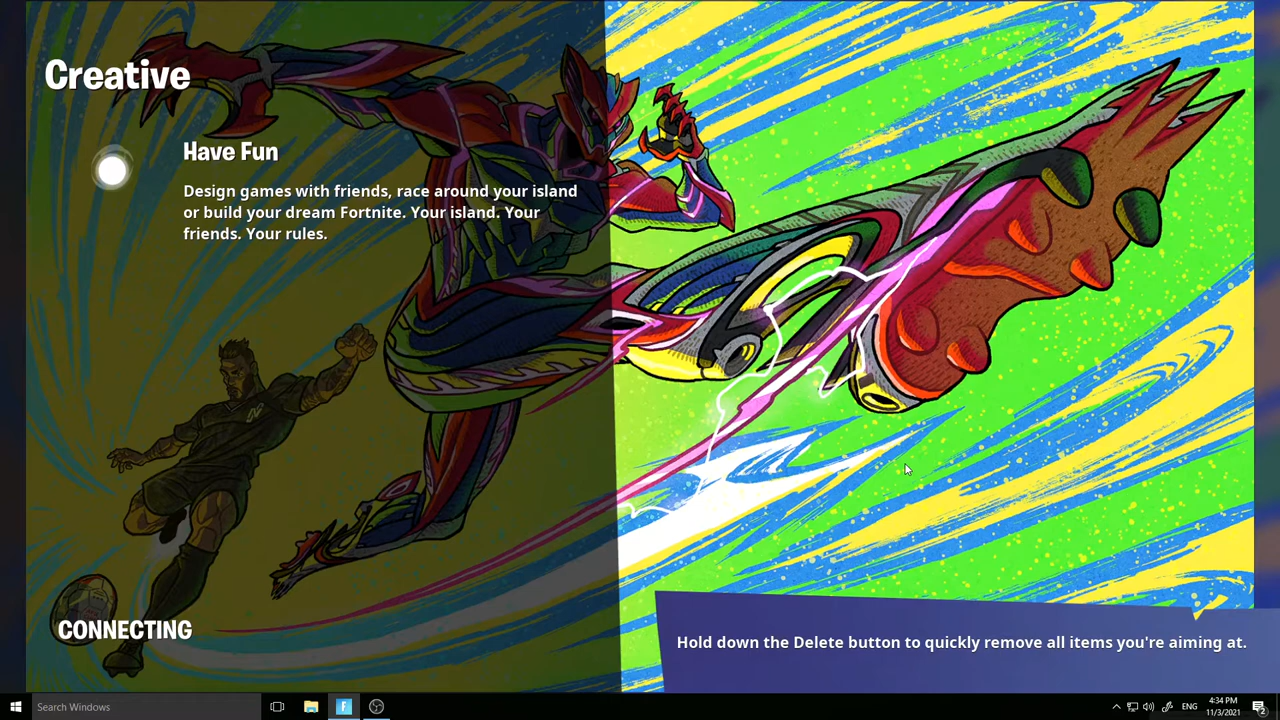 Creative
Have Fun
Design games with friends, race around your island
or build your dream Fortnite. Your island. Your
friends. Your rules.
CONNECTING
Hold down the Delete button to quickly remove all items you're aiming at.
Search Windows
ENG
4:34 PM
11/3/2021
2